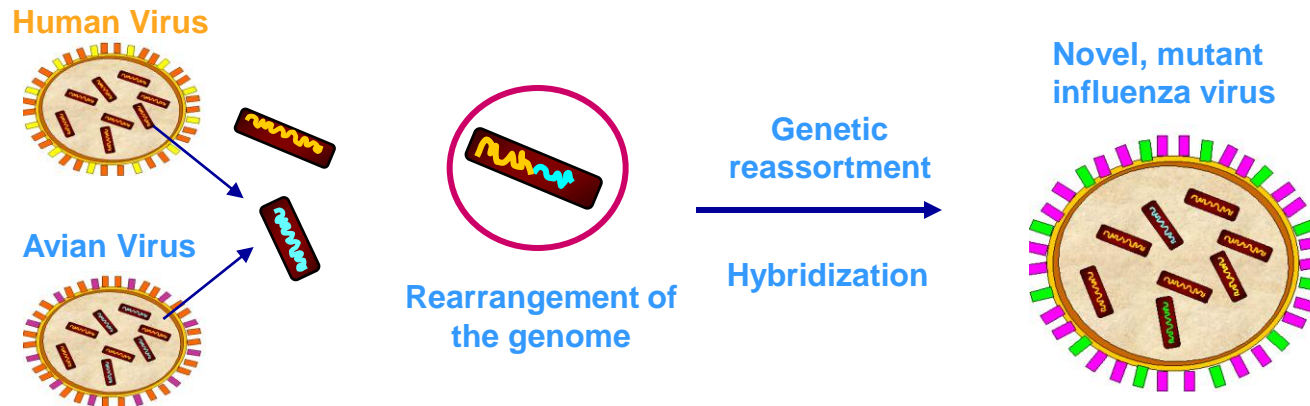 Human Virus
Avian Virus
Rearrangement of
the genome
Genetic
reassortment
Hybridization
Novel, mutant
influenza virus